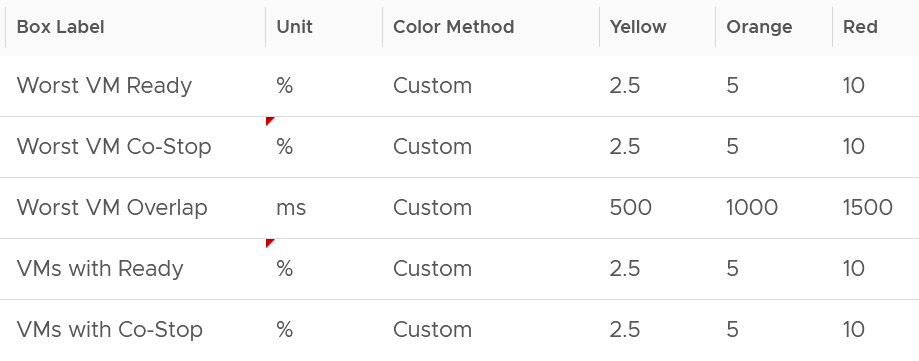 Box Label Unit Color Method Yellow Orange Red
Worst VM Ready % Custom 2.5 5 10
Worst VM Co-Stop % Custom 2.5 5 10
Worst VM Overlap ms Custom 500 1000 1500
VMs with Ready % Custom 2.5 5 10
VMs with Co-Stop % Custom 2.5 5 10